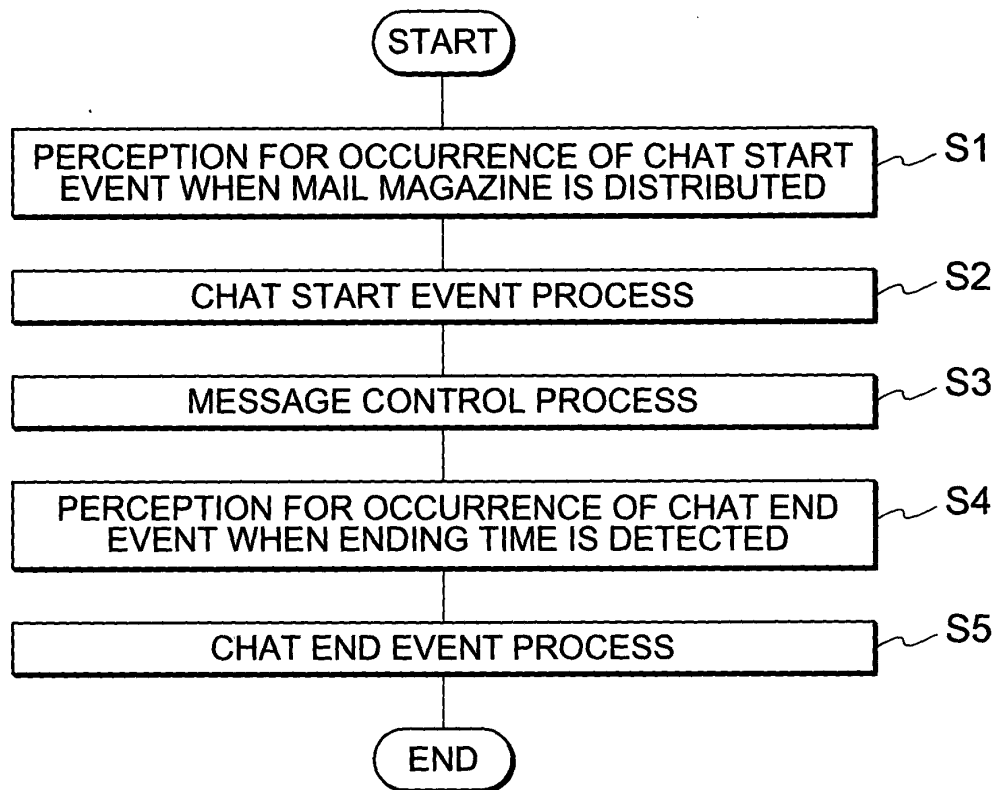 START
PERCEPTION FOR OCCURRENCE OF CHAT START
EVENT WHEN MAIL MAGAZINE IS DISTRIBUTED
S1
CHAT START EVENT PROCESS
S2
MESSAGE CONTROL PROCESS
S3
PERCEPTION FOR OCCURRENCE OF CHAT END
EVENT WHEN ENDING TIME IS DETECTED
S4
CHAT END EVENT PROCESS
S5
END